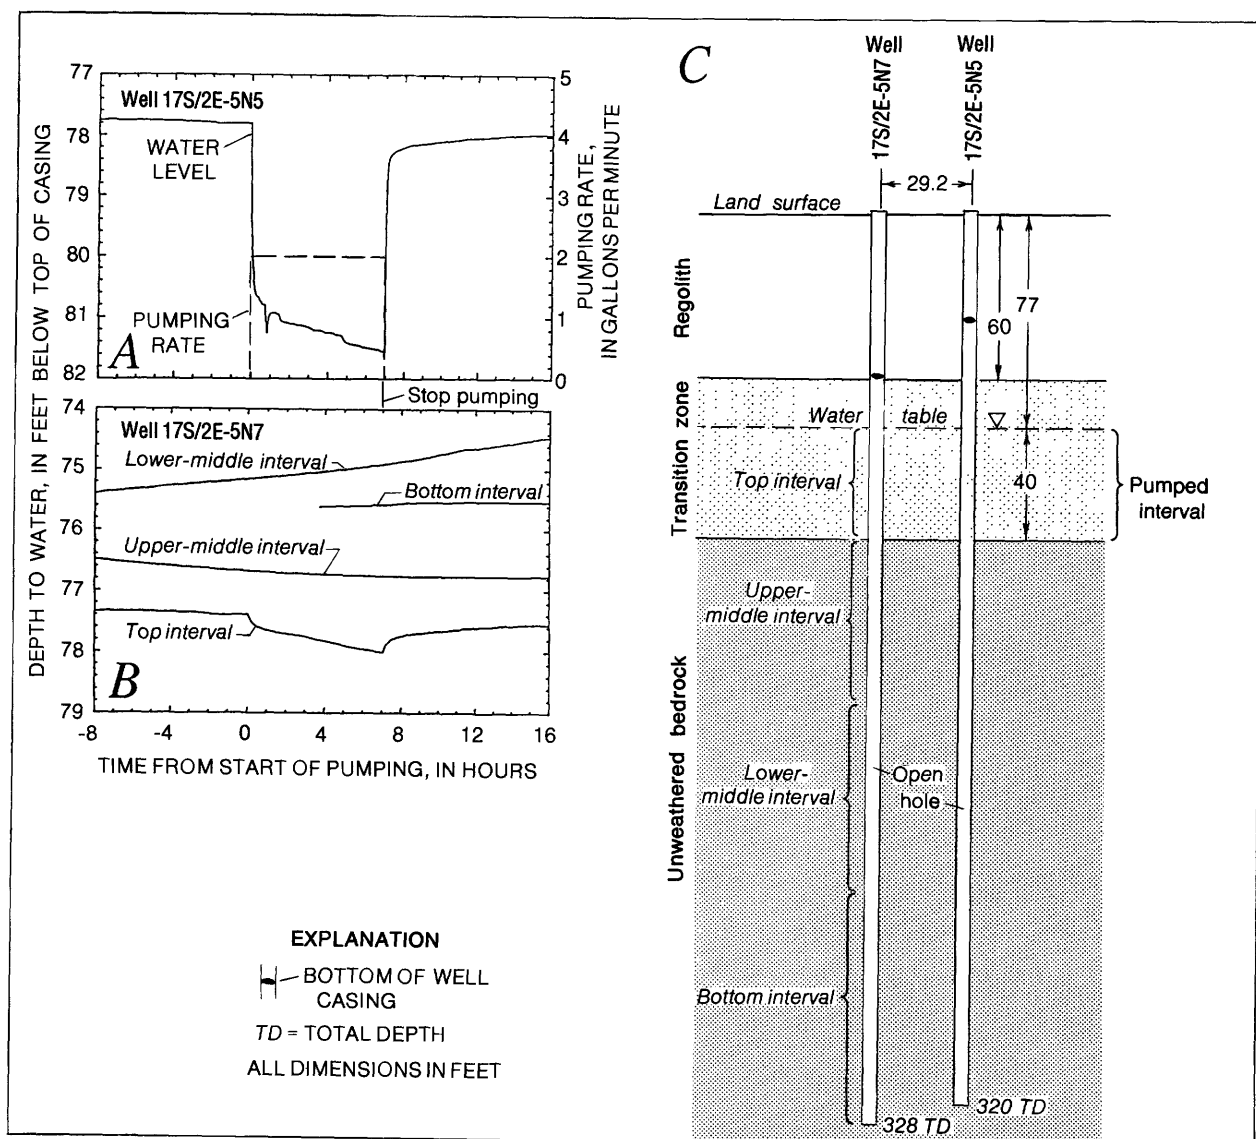 DEPTH TO WATER, IN FEET BELOW TOP OF CASING
77
78
79
80
81
82
Well 17S/2E-5N5
WATER
LEVEL
PUMPING
RATE
A
5
4
3
2
1
0
PUMPING RATE,
IN GALLONS PER MINUTE
Stop pumping
74
75
76
77
78
79
Well 17S/2E-5N7
Lower-middle interval
Bottom interval
Upper-middle interval
Top interval
B
-8
-4
0
4
8
12
16
TIME FROM START OF PUMPING, IN HOURS
EXPLANATION
BOTTOM OF WELL
CASING
TD = TOTAL DEPTH
ALL DIMENSIONS IN FEET
C
Well
17S/2E-5N7
Well
17S/2E-5N5
29.2
Land surface
Regolith
60
77
Transition zone
Water table
Top interval
40
Pumped
interval
Unweathered bedrock
Upper-
middle interval
Lower-
middle interval
Open
hole
Bottom interval
328 TD
320 TD